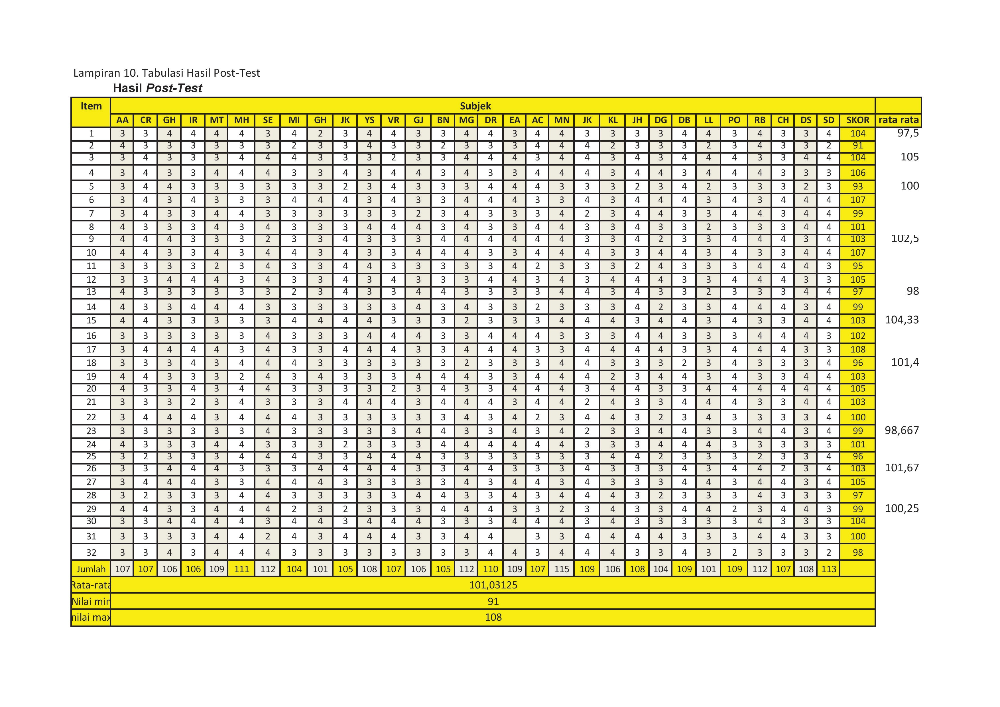 Lampiran 10. Tabulasi Hasil Post-Test
Hasil Post-Test
Item Subjek
AA CR GH IR MT MH SE MI GH JK YS VR GJ BN MG DR EA AC MN JK KL JH DG DB LL PO RB CH DS SD SKOR rata rata
1 3 3 4 4 4 4 3 4 2 3 4 4 3 3 4 4 3 4 4 3 3 3 3 4 4 3 4 3 3 4 104 97,5
2 4 3 3 3 3 3 3 2 3 3 4 3 3 2 3 3 3 4 4 4 2 3 3 3 2 3 4 3 3 2 91
3 3 4 3 3 3 4 4 4 3 3 3 2 3 3 4 4 4 3 4 4 3 4 3 4 4 4 3 3 4 4 104 105
4 3 4 3 3 4 4 4 3 3 4 3 4 4 3 4 3 3 4 4 4 3 4 4 3 4 4 4 3 3 3 106
5 3 4 4 3 3 3 3 3 3 2 3 4 3 3 3 4 4 4 3 3 3 2 3 4 2 3 3 3 2 3 93 100
6 3 4 3 4 3 3 3 4 4 4 3 4 3 3 4 4 4 3 3 4 3 4 4 4 3 4 3 4 4 4 107
7 3 4 3 3 4 4 3 3 3 3 3 3 2 3 4 3 3 3 4 2 3 4 4 3 3 4 4 3 4 4 99
8 4 3 3 3 4 3 4 3 3 3 4 4 4 3 4 3 3 4 4 3 3 4 3 3 2 3 3 3 4 4 101
9 4 4 4 3 3 3 2 3 3 4 3 3 3 4 4 4 4 4 4 3 3 4 2 3 3 4 4 4 3 4 103 102,5
10 4 4 3 3 4 3 4 4 3 4 3 3 4 4 4 3 3 4 4 4 3 3 4 4 3 4 3 3 4 4 107
11 3 3 3 3 2 3 4 3 3 4 4 3 3 3 3 3 4 2 3 3 3 2 4 3 3 3 4 4 4 3 95
12 3 3 4 4 4 3 4 3 3 4 3 4 3 3 3 4 4 3 4 3 4 4 4 3 3 4 4 4 3 3 105
13 4 3 3 3 3 3 3 2 3 4 3 3 4 4 3 3 3 3 4 4 3 4 3 3 2 3 3 3 4 4 97 98
14 4 3 3 4 4 4 3 3 3 3 3 3 4 3 4 3 3 2 3 3 3 4 2 3 3 4 4 4 3 4 99
15 4 4 3 3 3 3 3 4 4 4 4 3 3 3 2 3 3 3 4 4 4 3 4 4 3 4 3 3 4 4 103 104,33
16 3 3 3 3 3 3 4 3 3 3 4 4 4 3 3 4 4 4 3 3 3 4 4 3 3 3 4 4 4 3 102
17 3 4 4 4 4 3 4 3 3 4 4 4 3 3 4 4 4 3 3 4 4 4 4 3 3 4 4 4 3 3 108
18 3 3 3 4 3 4 4 4 3 3 3 3 3 3 2 3 3 3 4 4 3 3 3 2 3 4 3 3 3 4 96 101,4
19 4 4 3 3 3 2 4 3 4 3 3 3 4 4 4 3 3 4 4 4 2 3 4 4 3 4 3 3 4 4 103
20 4 3 3 4 3 4 4 3 3 3 3 2 3 4 3 3 4 4 4 3 4 4 3 3 4 4 4 4 4 4 105
21 3 3 3 2 3 4 3 3 3 4 4 4 3 4 4 4 3 4 4 2 4 3 3 4 4 4 3 3 4 4 103
22 3 4 4 4 3 4 4 4 3 3 3 3 3 3 4 3 4 2 3 4 4 3 2 3 4 3 3 3 3 4 100
23 3 3 3 3 3 3 4 3 3 3 3 3 4 4 3 3 4 3 4 2 3 3 4 4 3 3 4 4 3 4 99 98,667
24 4 3 3 3 4 4 3 3 3 2 3 3 3 4 4 4 4 4 4 3 3 3 4 4 4 3 3 3 3 3 101
25 3 2 3 3 3 4 4 4 3 3 4 4 4 3 3 3 3 3 3 3 4 4 2 3 3 3 2 3 3 4 96
26 3 3 4 4 4 3 3 3 4 4 4 4 3 3 4 4 3 3 3 4 3 3 3 4 3 4 4 2 3 4 103 101,67
27 3 4 4 4 3 3 4 4 4 3 3 3 3 3 4 3 4 4 3 4 3 3 3 4 4 3 4 4 3 4 105
28 3 2 3 3 3 4 4 3 3 3 3 3 4 4 3 3 4 3 4 4 4 3 2 3 3 3 4 3 3 3 97
29 4 4 3 3 4 4 4 2 3 2 3 3 3 4 4 4 3 3 2 3 4 3 3 4 4 2 3 4 4 3 99 100,25
30 3 3 4 4 4 4 3 4 4 3 4 4 4 3 3 3 4 4 4 3 4 3 3 3 3 3 4 3 3 3 104
31 3 3 3 3 4 4 2 4 3 4 4 4 3 3 4 4 3 3 4 4 4 4 3 3 3 4 4 3 3 100
32 3 3 4 3 4 4 4 3 3 3 3 3 3 3 3 4 4 3 4 4 4 3 3 4 3 2 3 3 3 2 98
Jumlah 107 107 106 106 109 111 112 104 101 105 108 107 106 105 112 110 109 107 115 109 106 108 104 109 101 109 112 107 108 113
Rata-rata 101,03125
Nilai min 91
nilai max 108